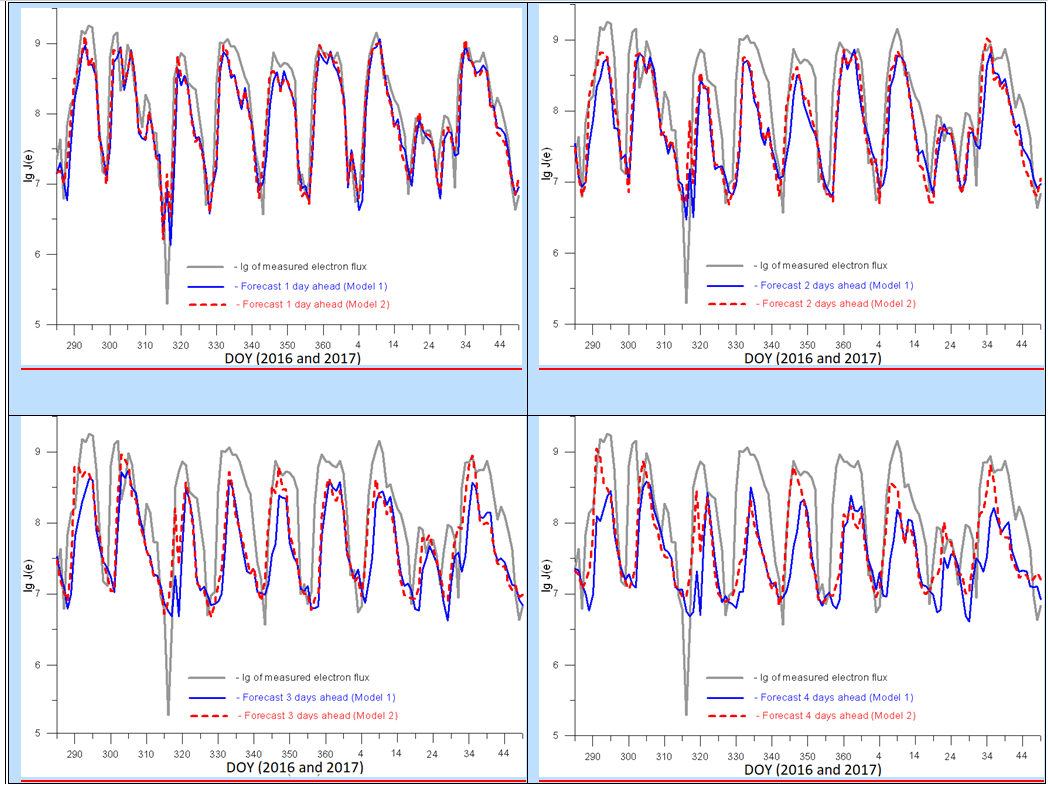 9
8
7
6
5
lg J(e)
- lg of measured electron flux
- Forecast 1 day ahead (Model 1)
- Forecast 1 day ahead (Model 2)
290 300 310 320 330 340 350 360 4 14 24 34 44
DOY (2016 and 2017)
9
8
7
6
5
lg J(e)
- lg of measured electron flux
- Forecast 2 days ahead (Model 1)
- Forecast 2 days ahead (Model 2)
290 300 310 320 330 340 350 360 4 14 24 34 44
DOY (2016 and 2017)
9
8
7
6
5
lg J(e)
- lg of measured electron flux
- Forecast 3 days ahead (Model 1)
- Forecast 3 days ahead (Model 2)
290 300 310 320 330 340 350 360 4 14 24 34 44
DOY (2016 and 2017)
9
8
7
6
5
lg J(e)
- lg of measured electron flux
- Forecast 4 days ahead (Model 1)
- Forecast 4 days ahead (Model 2)
290 300 310 320 330 340 350 360 4 14 24 34 44
DOY (2016 and 2017)